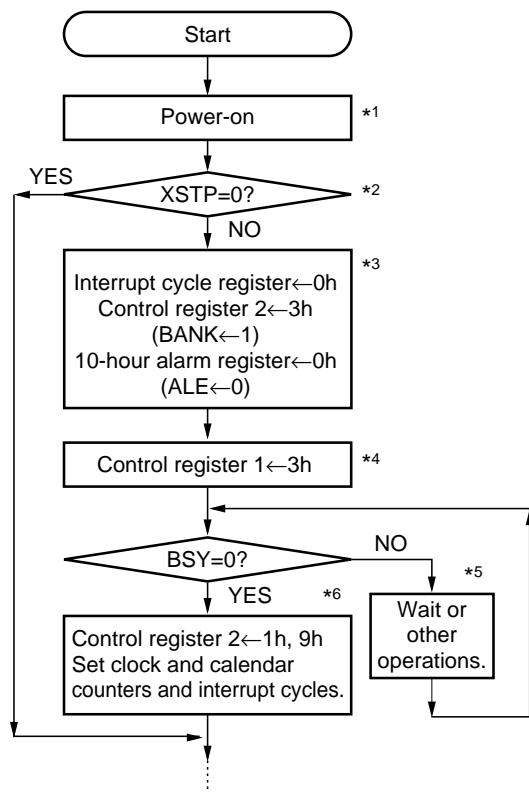 Start
Power-on
*1
YES
XSTP=0?
*2
NO
*3
Interrupt cycle register←0h
Control register 2←3h
(BANK←1)
10-hour alarm register←0h
(ALE←0)
Control register 1←3h
*4
BSY=0?
NO
*5
YES
*6
Wait or
other
operations.
Control register 2←1h, 9h
Set clock and calendar
counters and interrupt cycles.